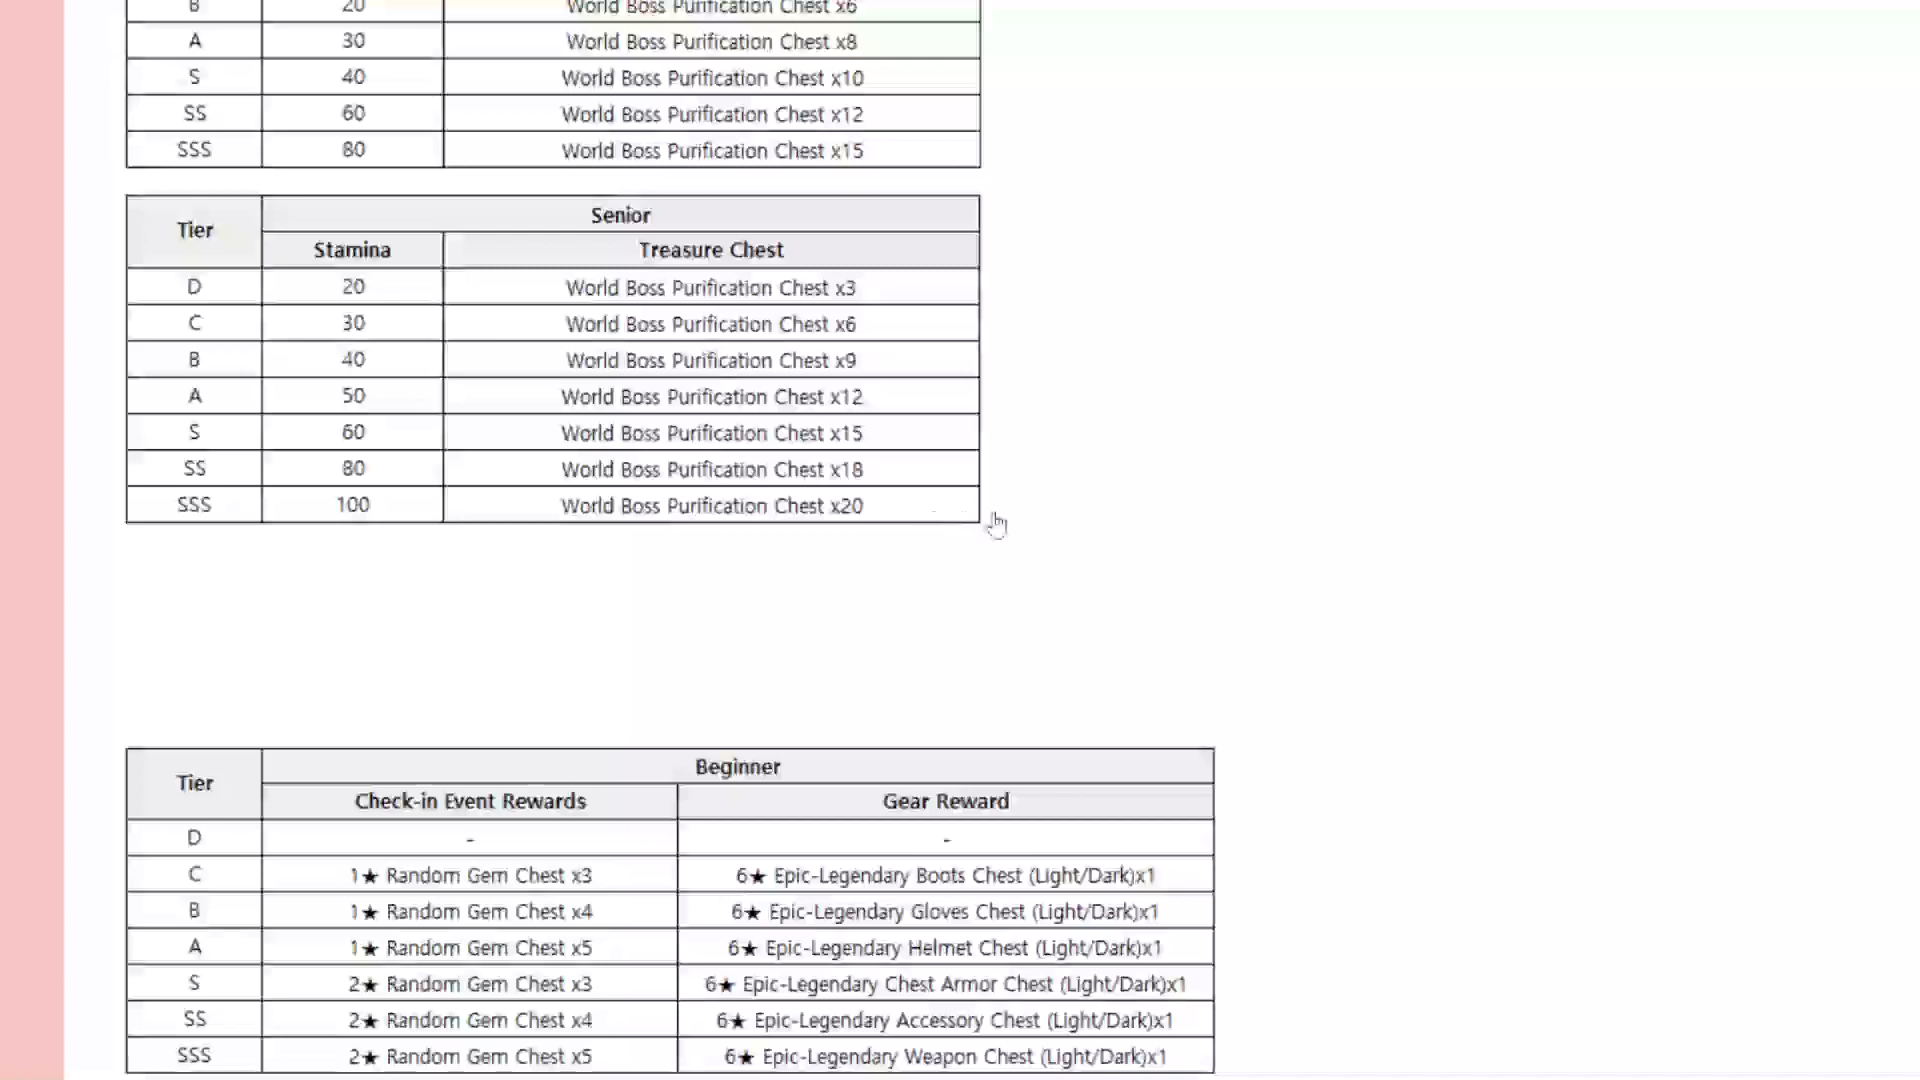 B 20 World Boss Purification Chest x6
A 30 World Boss Purification Chest x8
S 40 World Boss Purification Chest x10
SS 60 World Boss Purification Chest x12
SSS 80 World Boss Purification Chest x15
Tier Senior
Stamina Treasure Chest
D 20 World Boss Purification Chest x3
C 30 World Boss Purification Chest x6
B 40 World Boss Purification Chest x9
A 50 World Boss Purification Chest x12
S 60 World Boss Purification Chest x15
SS 80 World Boss Purification Chest x18
SSS 100 World Boss Purification Chest x20
Tier Beginner
Check-in Event Rewards Gear Reward
D - -
C 1★ Random Gem Chest x3 6★ Epic-Legendary Boots Chest (Light/Dark)x1
B 1★ Random Gem Chest x4 6★ Epic-Legendary Gloves Chest (Light/Dark)x1
A 1★ Random Gem Chest x5 6★ Epic-Legendary Helmet Chest (Light/Dark)x1
S 2★ Random Gem Chest x3 6★ Epic-Legendary Chest Armor Chest (Light/Dark)x1
SS 2★ Random Gem Chest x4 6★ Epic-Legendary Accessory Chest (Light/Dark)x1
SSS 2★ Random Gem Chest x5 6★ Epic-Legendary Weapon Chest (Light/Dark)x1